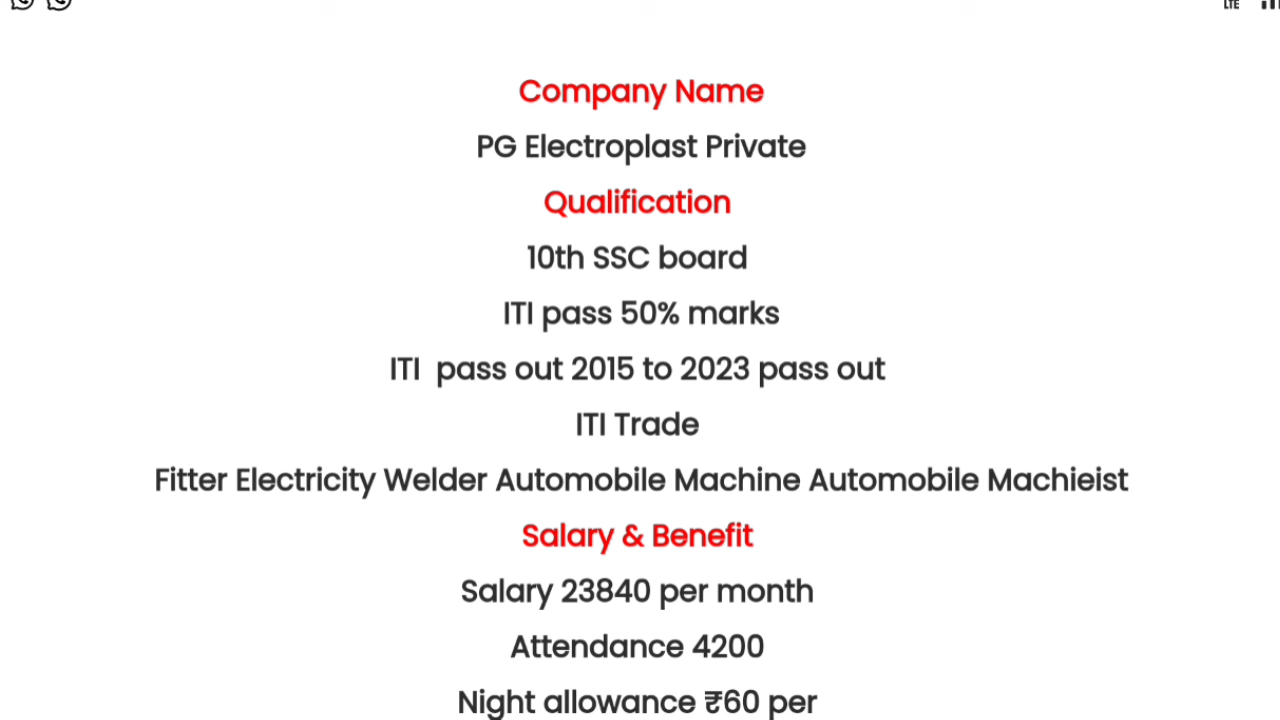 LTE
Company Name
PG Electroplast Private
Qualification
10th SSC board
ITI pass 50% marks
ITI pass out 2015 to 2023 pass out
ITI Trade
Fitter Electricity Welder Automobile Machine Automobile Machieist
Salary & Benefit
Salary 23840 per month
Attendance 4200
Night allowance ₹60 per